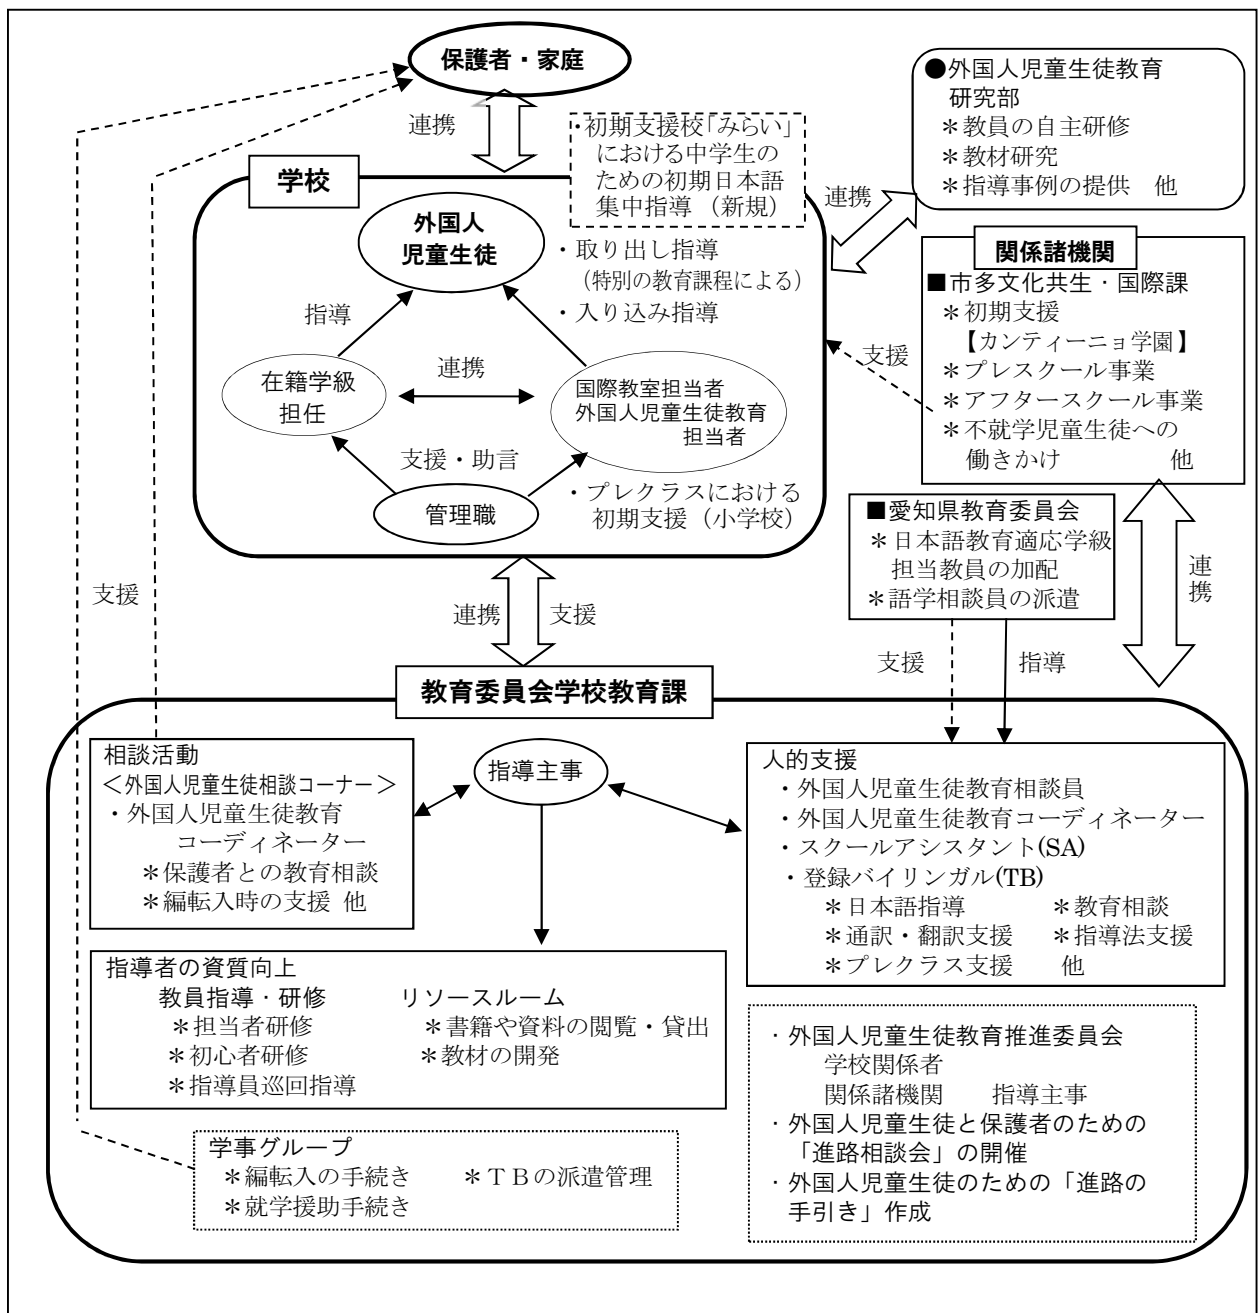 保護者・家庭
連携
●外国人児童生徒教育
研究部
＊教員の自主研修
＊教材研究
＊指導事例の提供　他
・初期支援校「みらい」
における中学生の
ための初期日本語
集中指導 （新規）
学校
連携
外国人
児童生徒
・取り出し指導
（特別の教育課程による）
・入り込み指導
指導
連携
在籍学級
担任
国際教室担当者
外国人児童生徒教育
担当者
支援・助言
管理職
・プレクラスにおける
初期支援（小学校）
関係諸機関
■市多文化共生・国際課
＊初期支援
【カンティーニョ学園】
＊プレスクール事業
＊アフタースクール事業
＊不就学児童生徒への
働きかけ　　　　他
支援
■愛知県教育委員会
＊日本語教育適応学級
担当教員の加配
＊語学相談員の派遣
連携
支援
連携
支援
支援
指導
教育委員会学校教育課
相談活動
＜外国人児童生徒相談コーナー＞
・外国人児童生徒教育
コーディネーター
＊保護者との教育相談
＊編転入時の支援 他
指導主事
人的支援
・外国人児童生徒教育相談員
・外国人児童生徒教育コーディネーター
・スクールアシスタント(SA)
・登録バイリンガル(TB)
＊日本語指導　　　＊教育相談
＊通訳・翻訳支援　＊指導法支援
＊プレクラス支援　　他
指導者の資質向上
教員指導・研修　　　リソースルーム
＊担当者研修　　　　＊書籍や資料の閲覧・貸出
＊初心者研修　　　　＊教材の開発
＊指導員巡回指導
・外国人児童生徒教育推進委員会
学校関係者
関係諸機関　　指導主事
・外国人児童生徒と保護者のための
「進路相談会」の開催
・外国人児童生徒のための「進路の
手引き」作成
学事グループ
＊編転入の手続き　　＊ＴＢの派遣管理
＊就学援助手続き